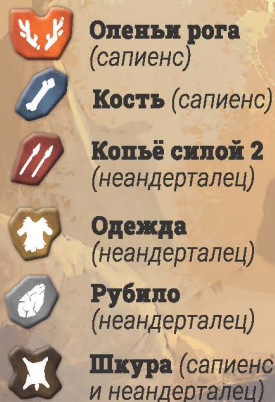 Оленьи рога
(сапиенс)
Кость (сапиенс)
Копьё силой 2
(неандерталец)
Одежда
(неандерталец)
Рубило
(неандерталец)
Шкура (сапиенс
и неандерталец)